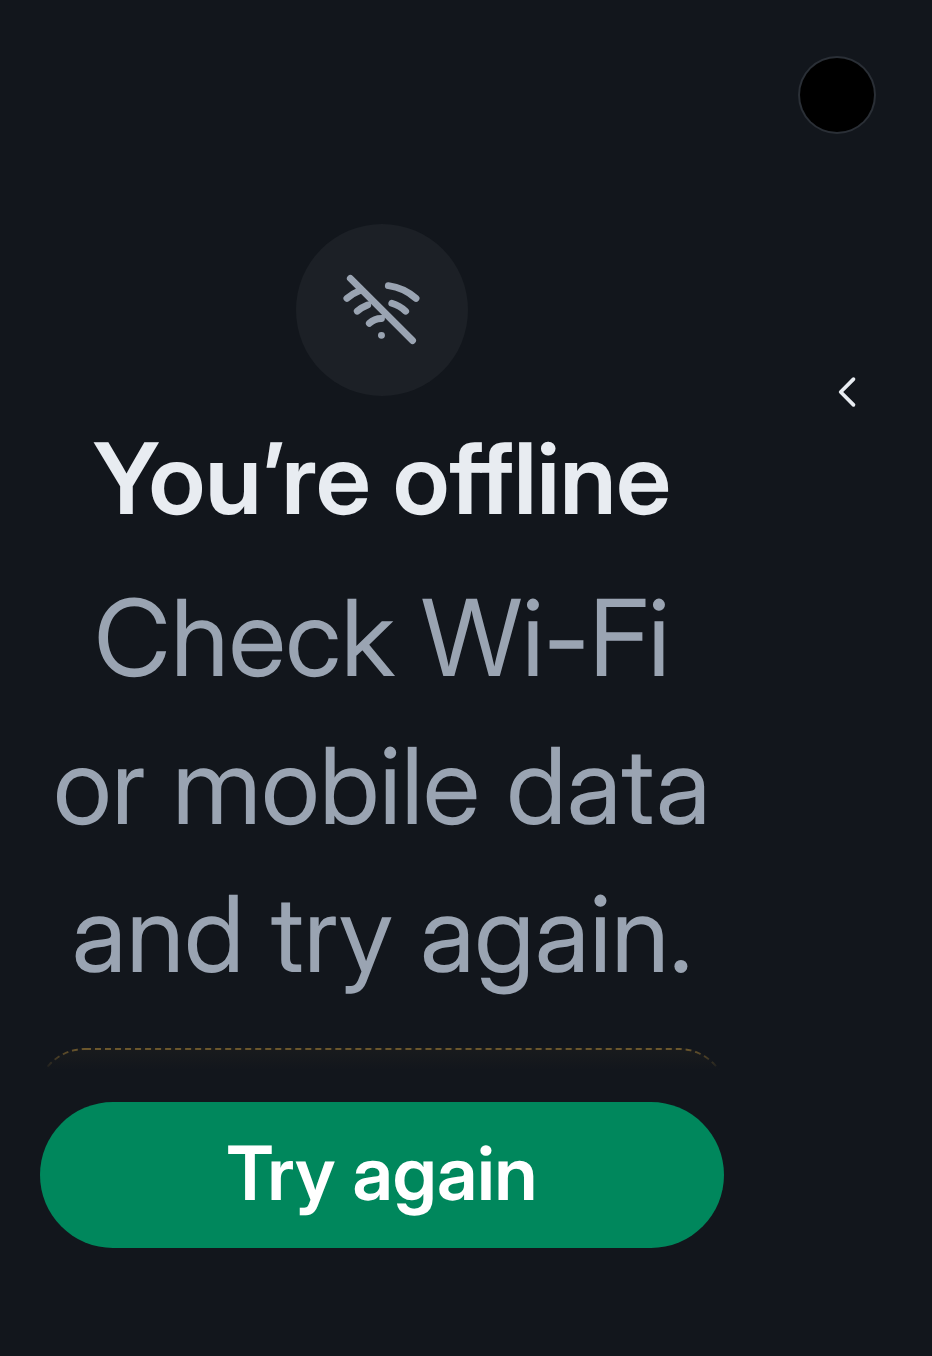 You’re offline
Check Wi-Fi
or mobile data
and try again.
Try again